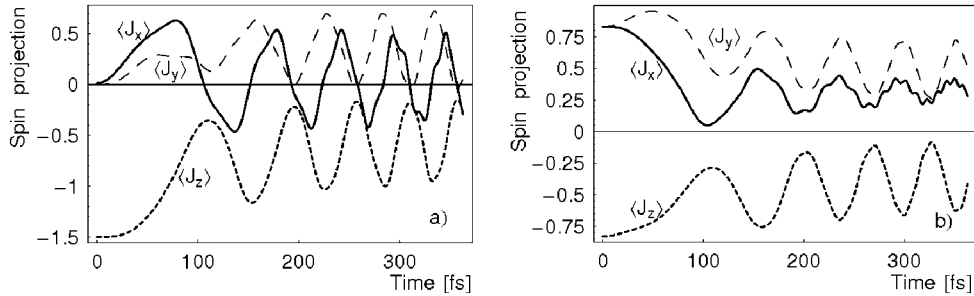 Spin projection
0.5
0
−0.5
−1
−1.5
⟨Jx⟩
⟨Jy⟩
⟨Jz⟩
a)
0 100 200 300
Time [fs]
Spin projection
0.75
0.50
0.25
0
−0.25
−0.50
−0.75
⟨Jy⟩
⟨Jx⟩
⟨Jz⟩
b)
0 100 200 300
Time [fs]